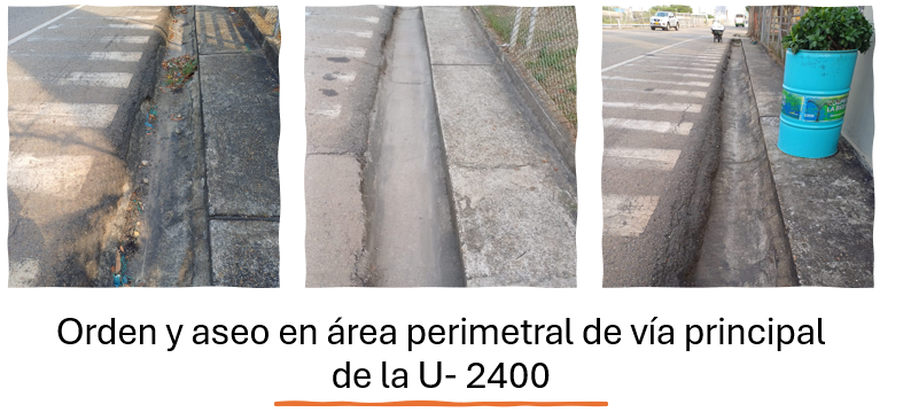 Orden y aseo en área perimetral de vía principal
de la U- 2400